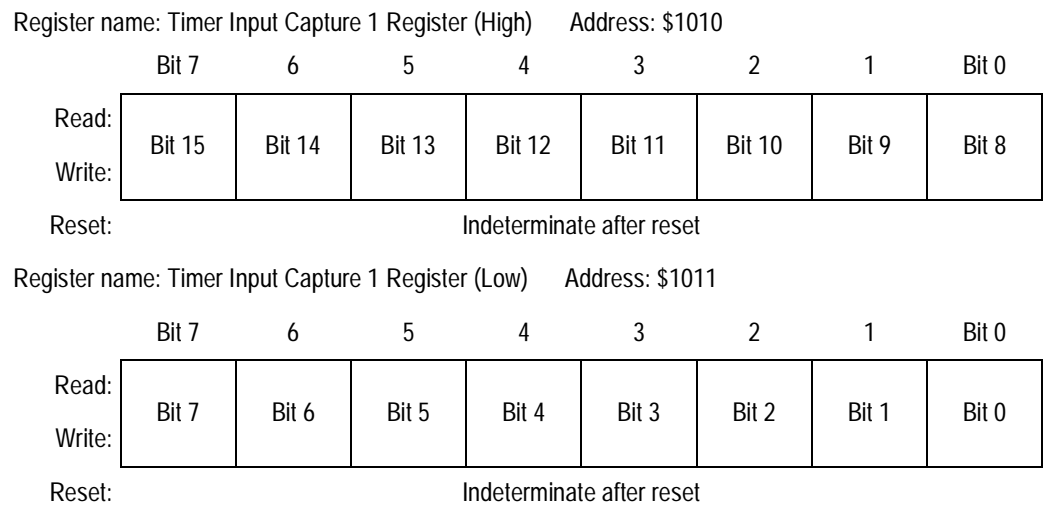 Register name: Timer Input Capture 1 Register (High) Address: $1010
Bit 7 6 5 4 3 2 1 Bit 0
Read:
Bit 15 Bit 14 Bit 13 Bit 12 Bit 11 Bit 10 Bit 9 Bit 8
Write:
Reset: Indeterminate after reset
Register name: Timer Input Capture 1 Register (Low) Address: $1011
Bit 7 6 5 4 3 2 1 Bit 0
Read:
Bit 7 Bit 6 Bit 5 Bit 4 Bit 3 Bit 2 Bit 1 Bit 0
Write:
Reset: Indeterminate after reset